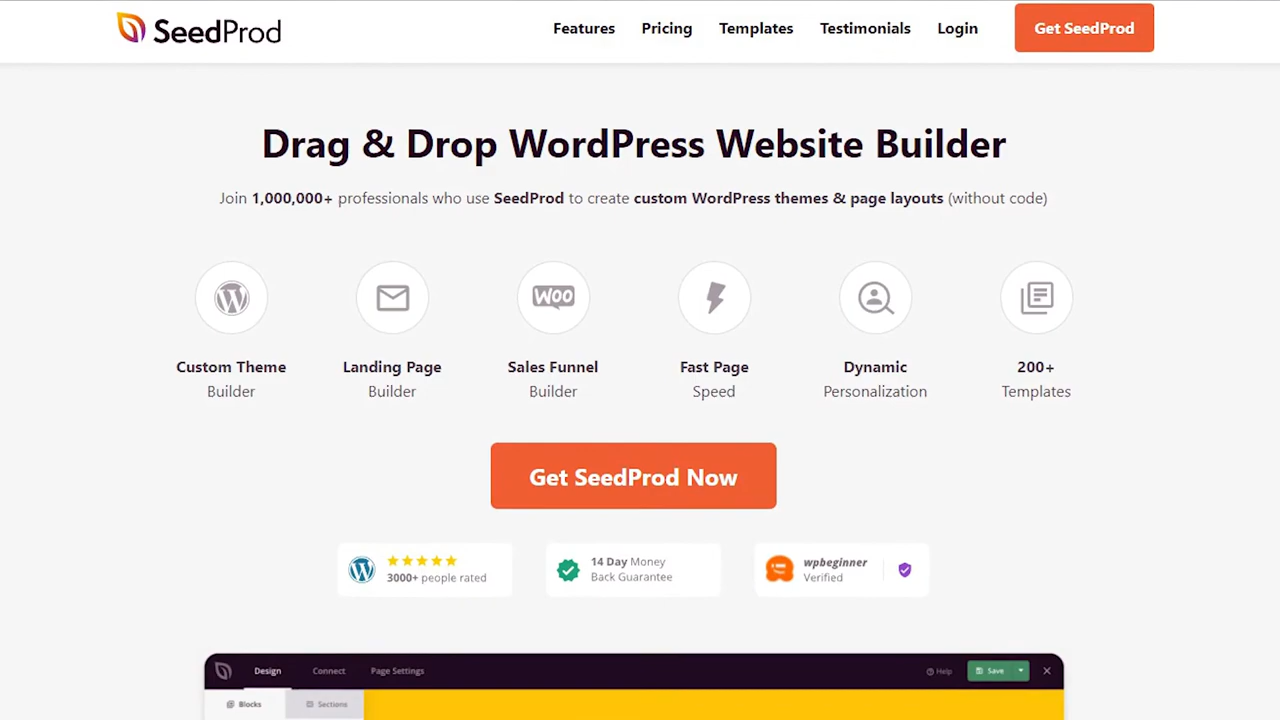 SeedProd
Features Pricing Templates Testimonials Login Get SeedProd
Drag & Drop WordPress Website Builder
Join 1,000,000+ professionals who use SeedProd to create custom WordPress themes & page layouts (without code)
WOO
Custom Theme
Builder
Landing Page
Builder
Sales Funnel
Builder
Fast Page
Speed
Dynamic
Personalization
200+
Templates
Get SeedProd Now
3000+ people rated
14 Day Money
Back Guarantee
wpbeginner
Verified
Design Connect Page Settings Help Save
Blocks Sections